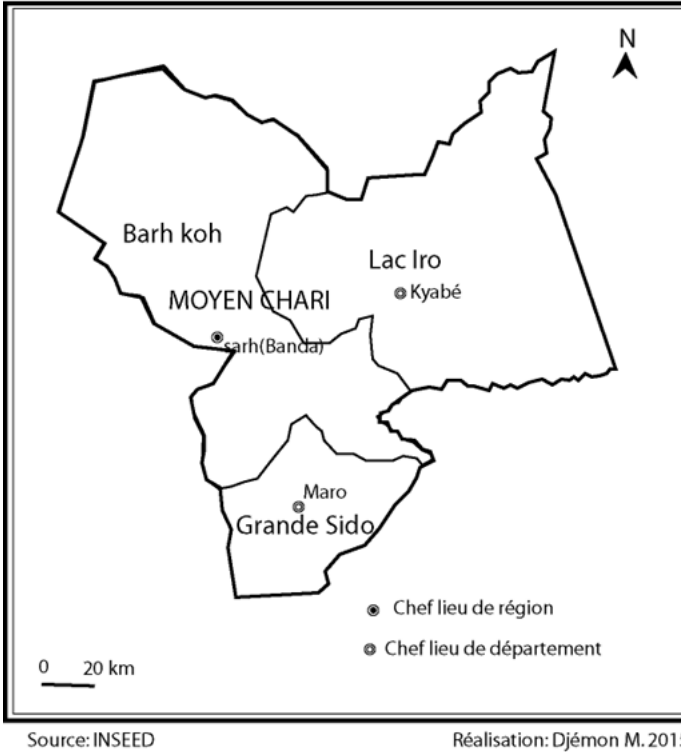 N
Barh koh
Lac Iro
Kyabé
MOYEN CHARI
sarh(Banda)
Maro
Grande Sido
Chef lieu de région
Chef lieu de département
0 20 km
Source: INSEED
Réalisation: Djémon M. 2015